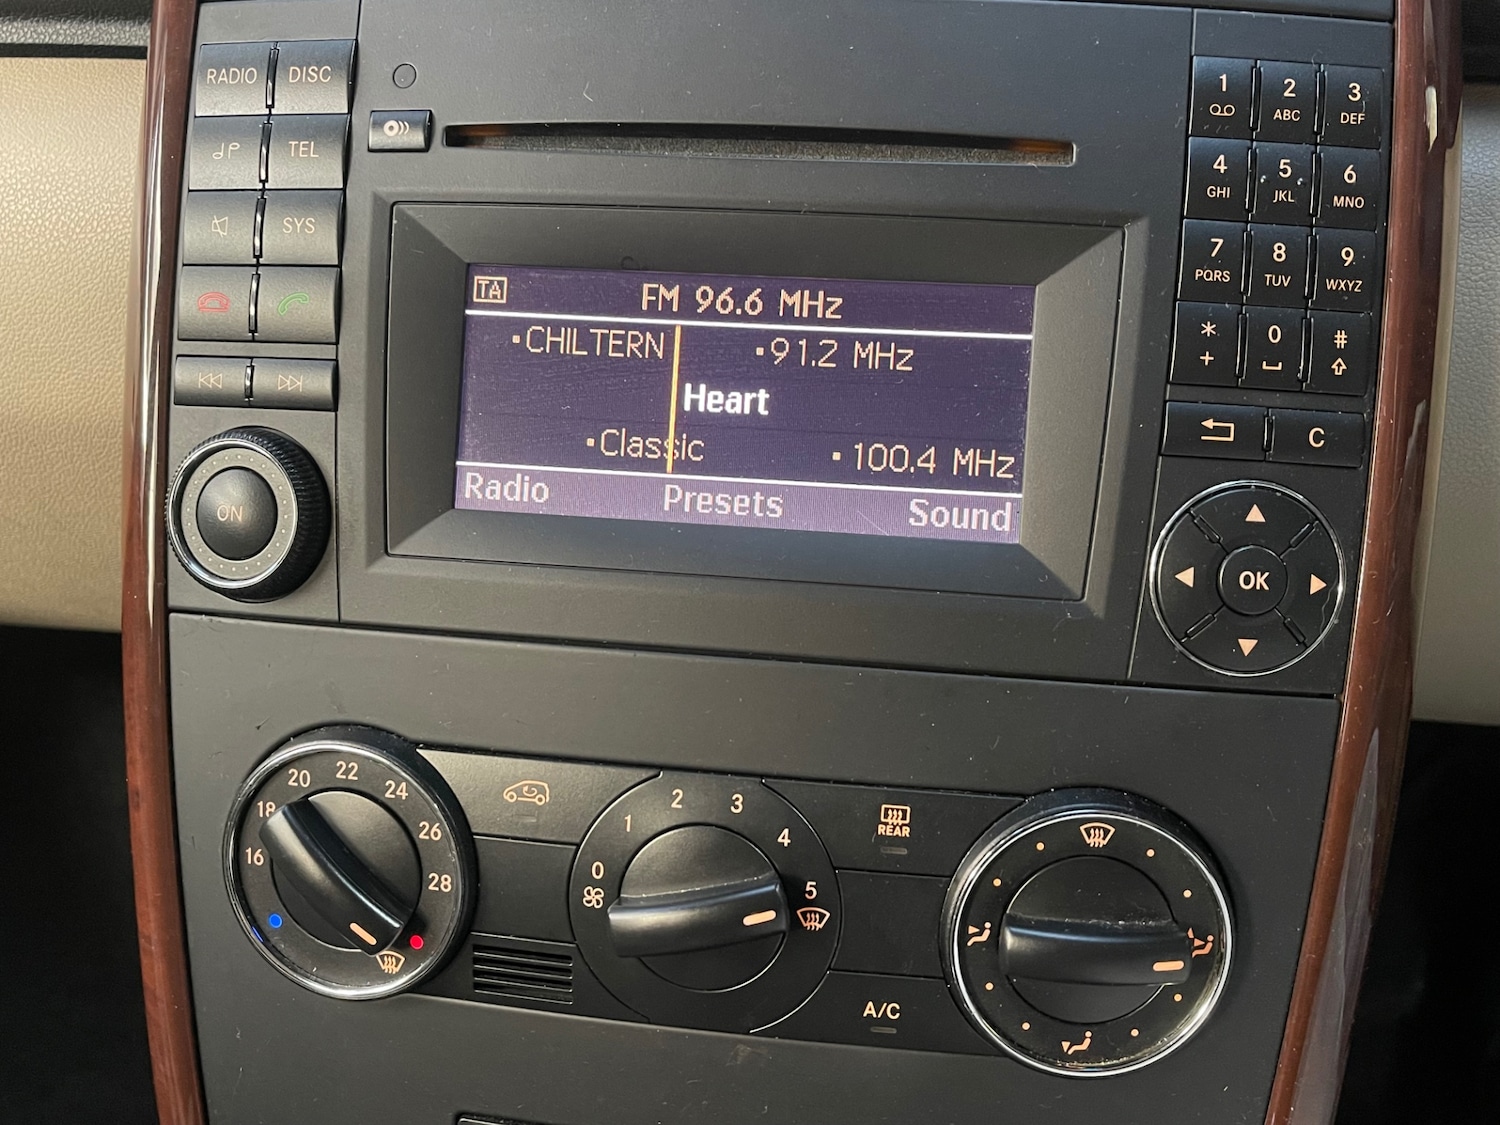 RADIO DISC
TEL
SYS
ON
TA FM 96.6 MHz
•CHILTERN •91.2 MHz
Heart
•Classic •100.4 MHz
Radio Presets Sound
1 2 ABC 3 DEF
4 GHI 5 JKL 6 MNO
7 PQRS 8 TUV 9 WXYZ
* + 0 #
C
OK
16 18 20 22 24 26 28
0 1 2 3 4 5
REAR
A/C